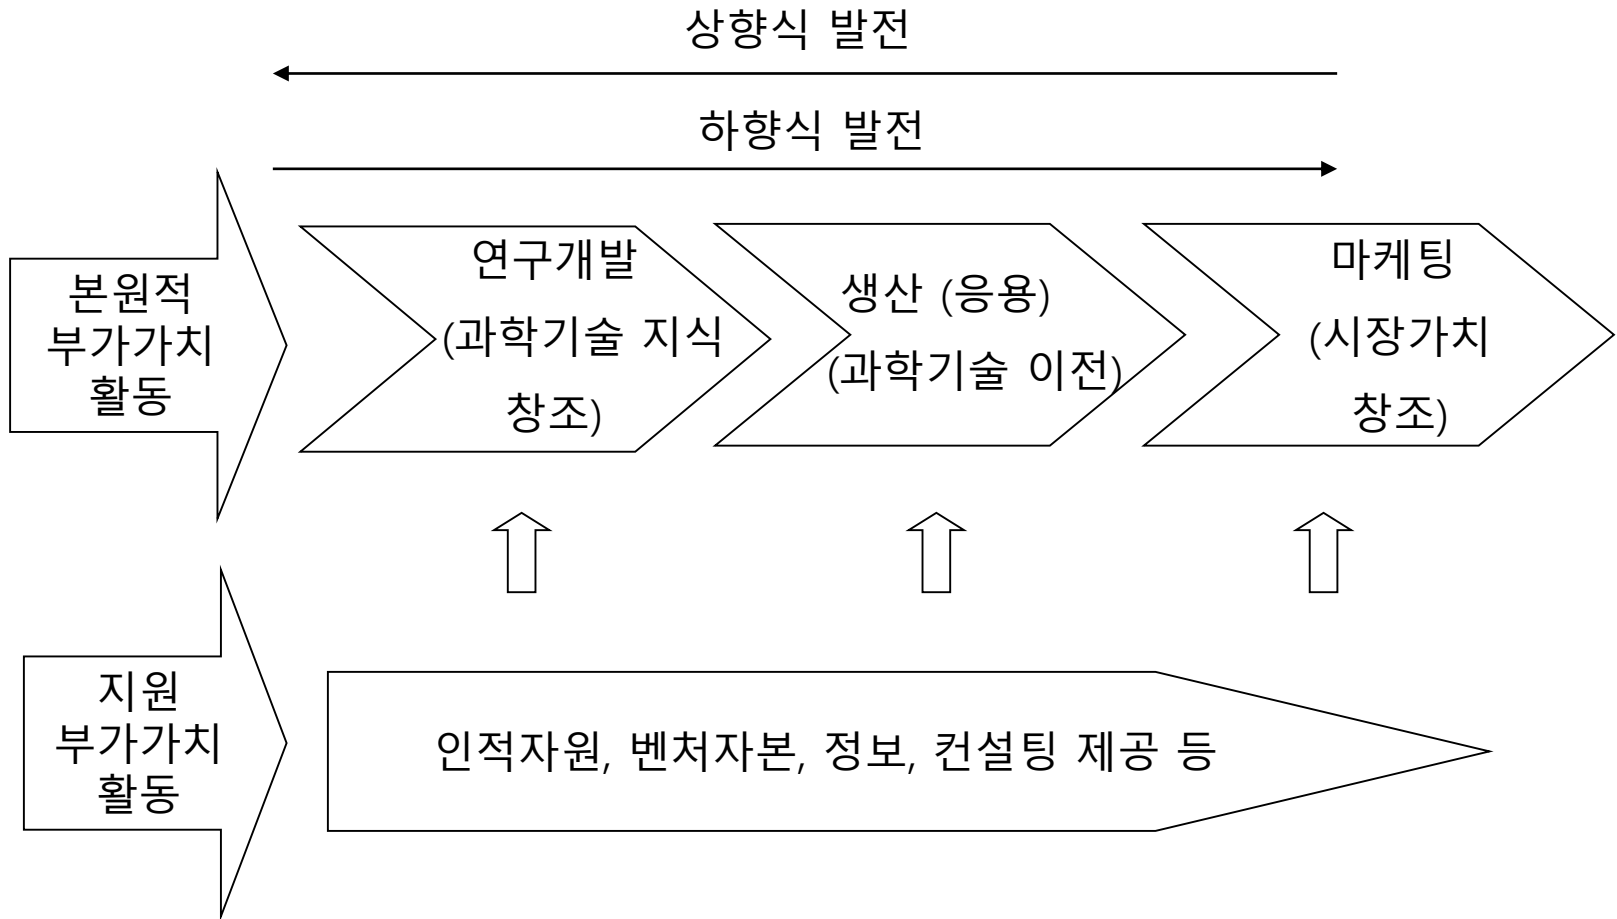 상향식 발전
하향식 발전
본원적
부가가치
활동
연구개발
(과학기술 지식
창조)
생산 (응용)
(과학기술 이전)
마케팅
(시장가치
창조)
지원
부가가치
활동
인적자원, 벤처자본, 정보, 컨설팅 제공 등